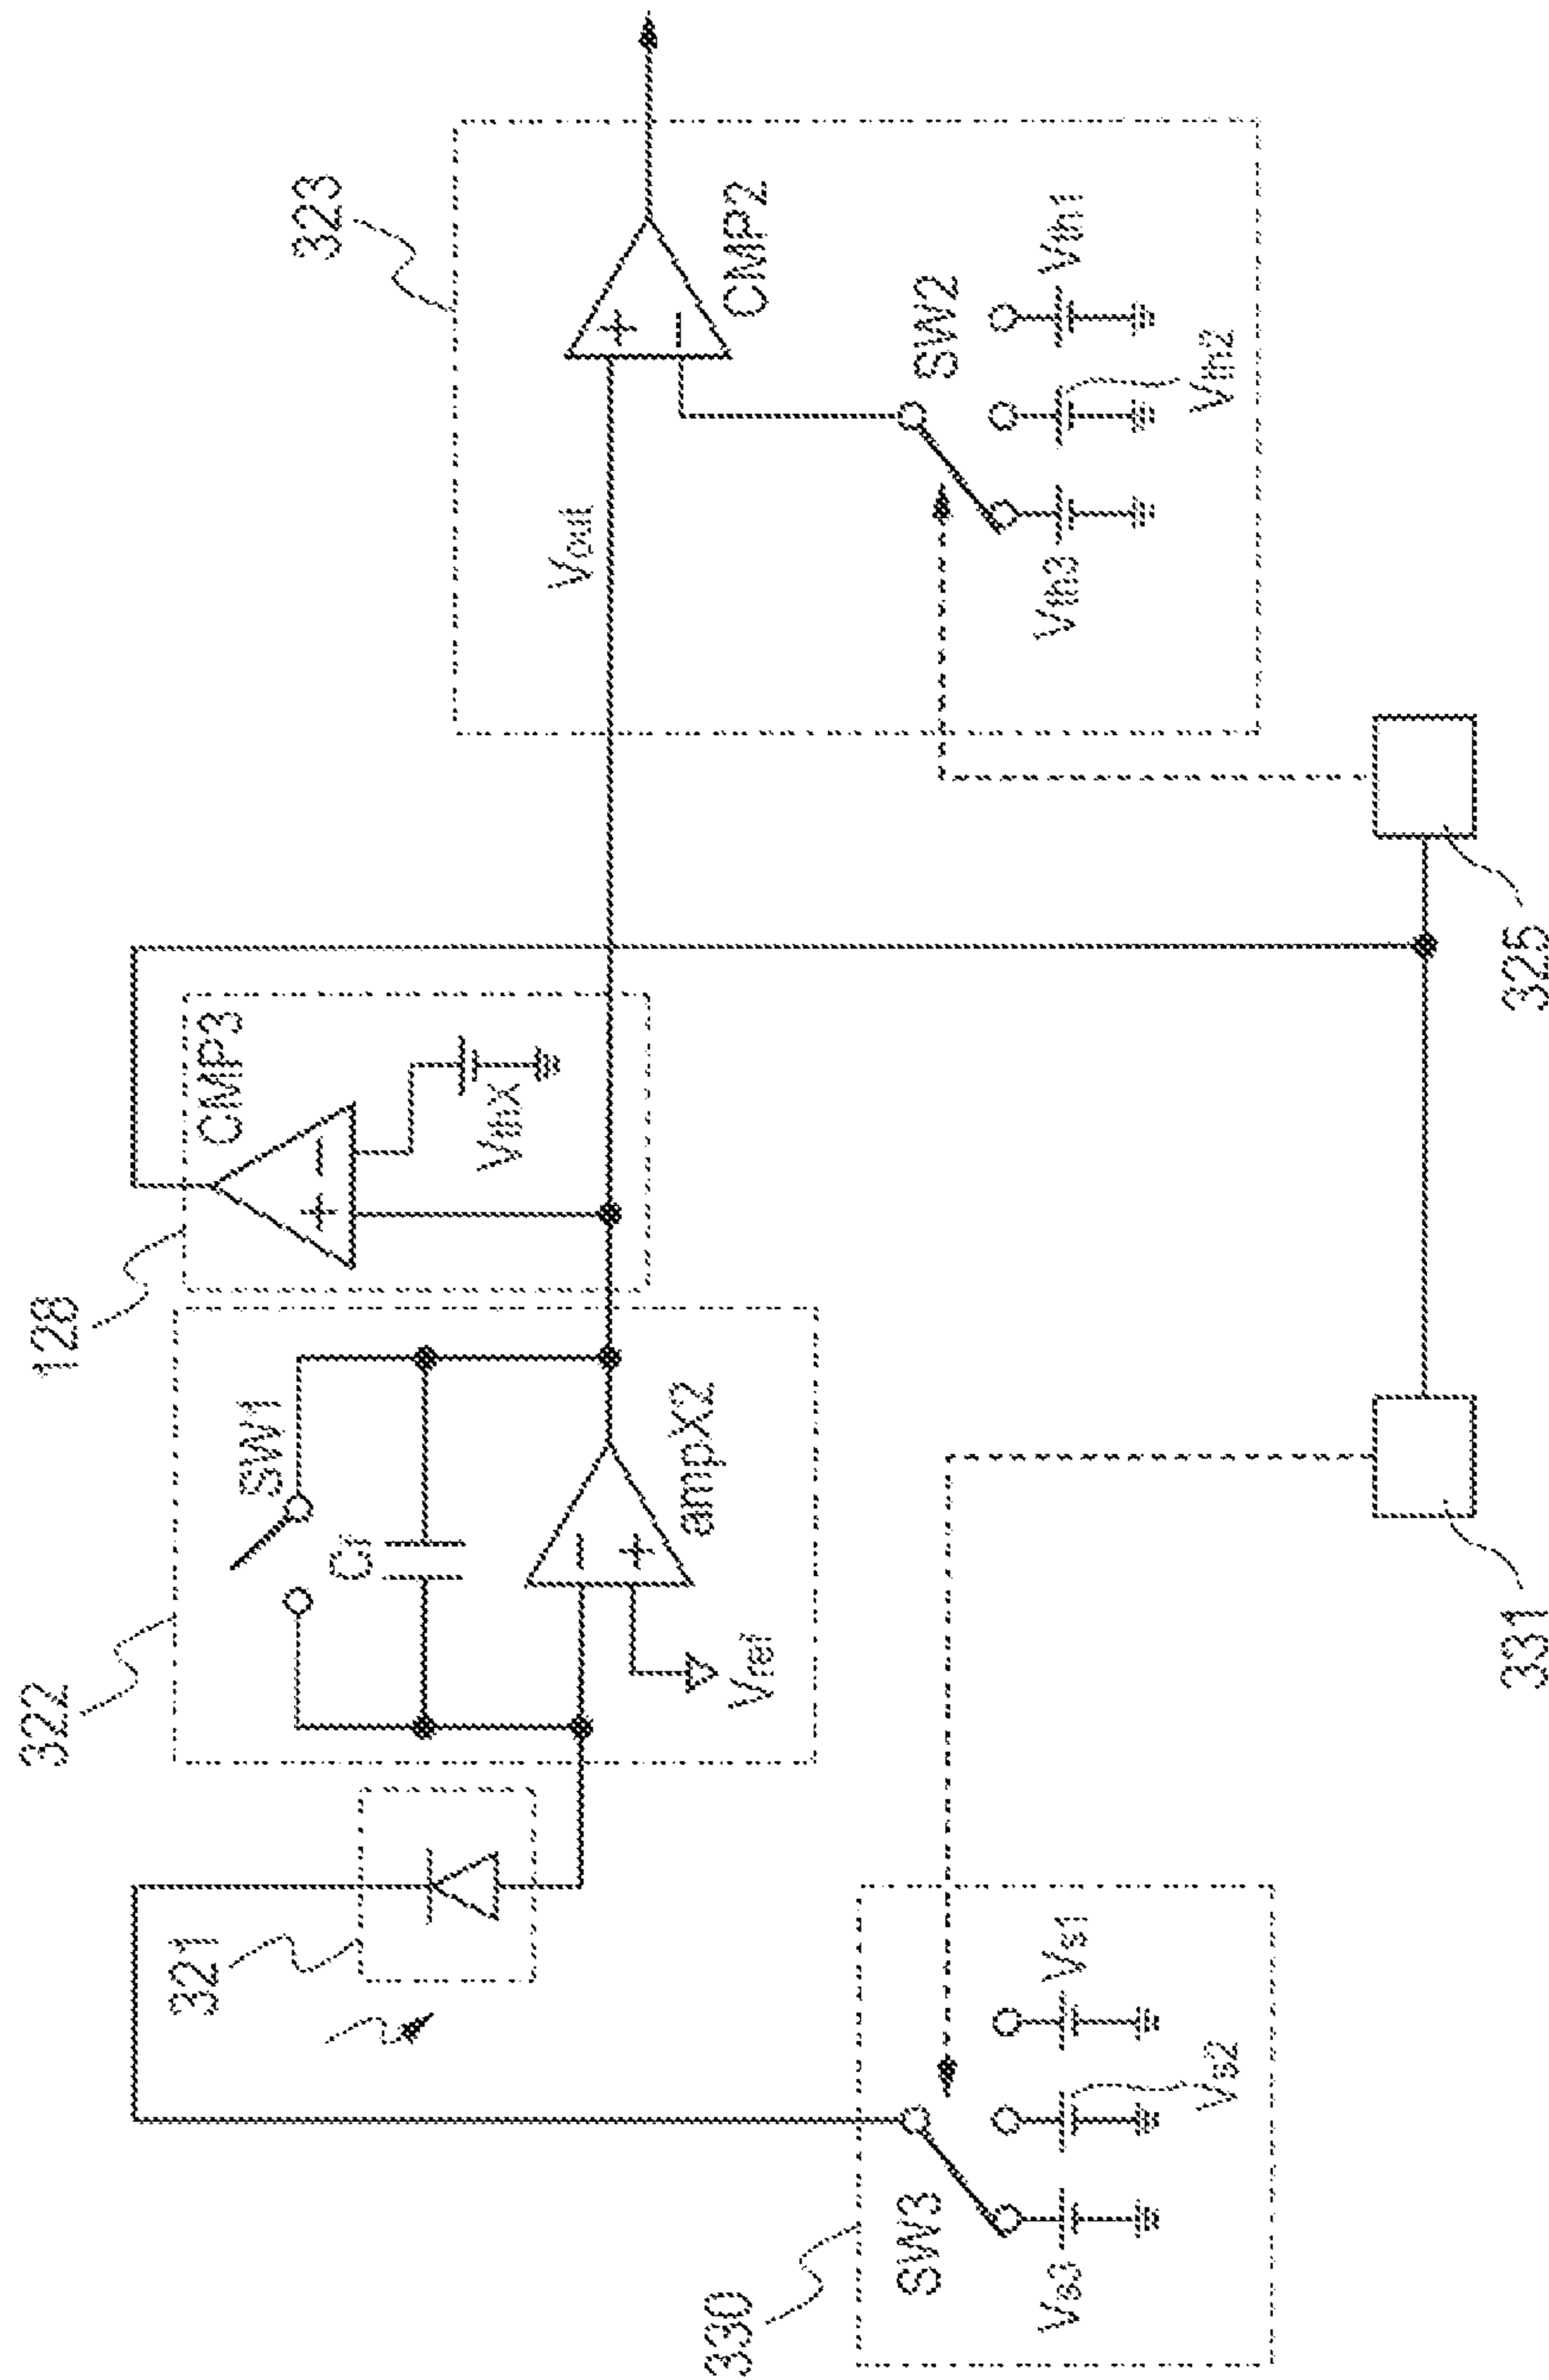 323
CMP2
SW2
Vth1
Vth2
Vth3
Vout
325
CMP3
VthX
128
322
SW1
Cf
ampX2
Vref
331
321
330
SW3
Vs1
Vs2
Vs3
+
−
+
−
−
+